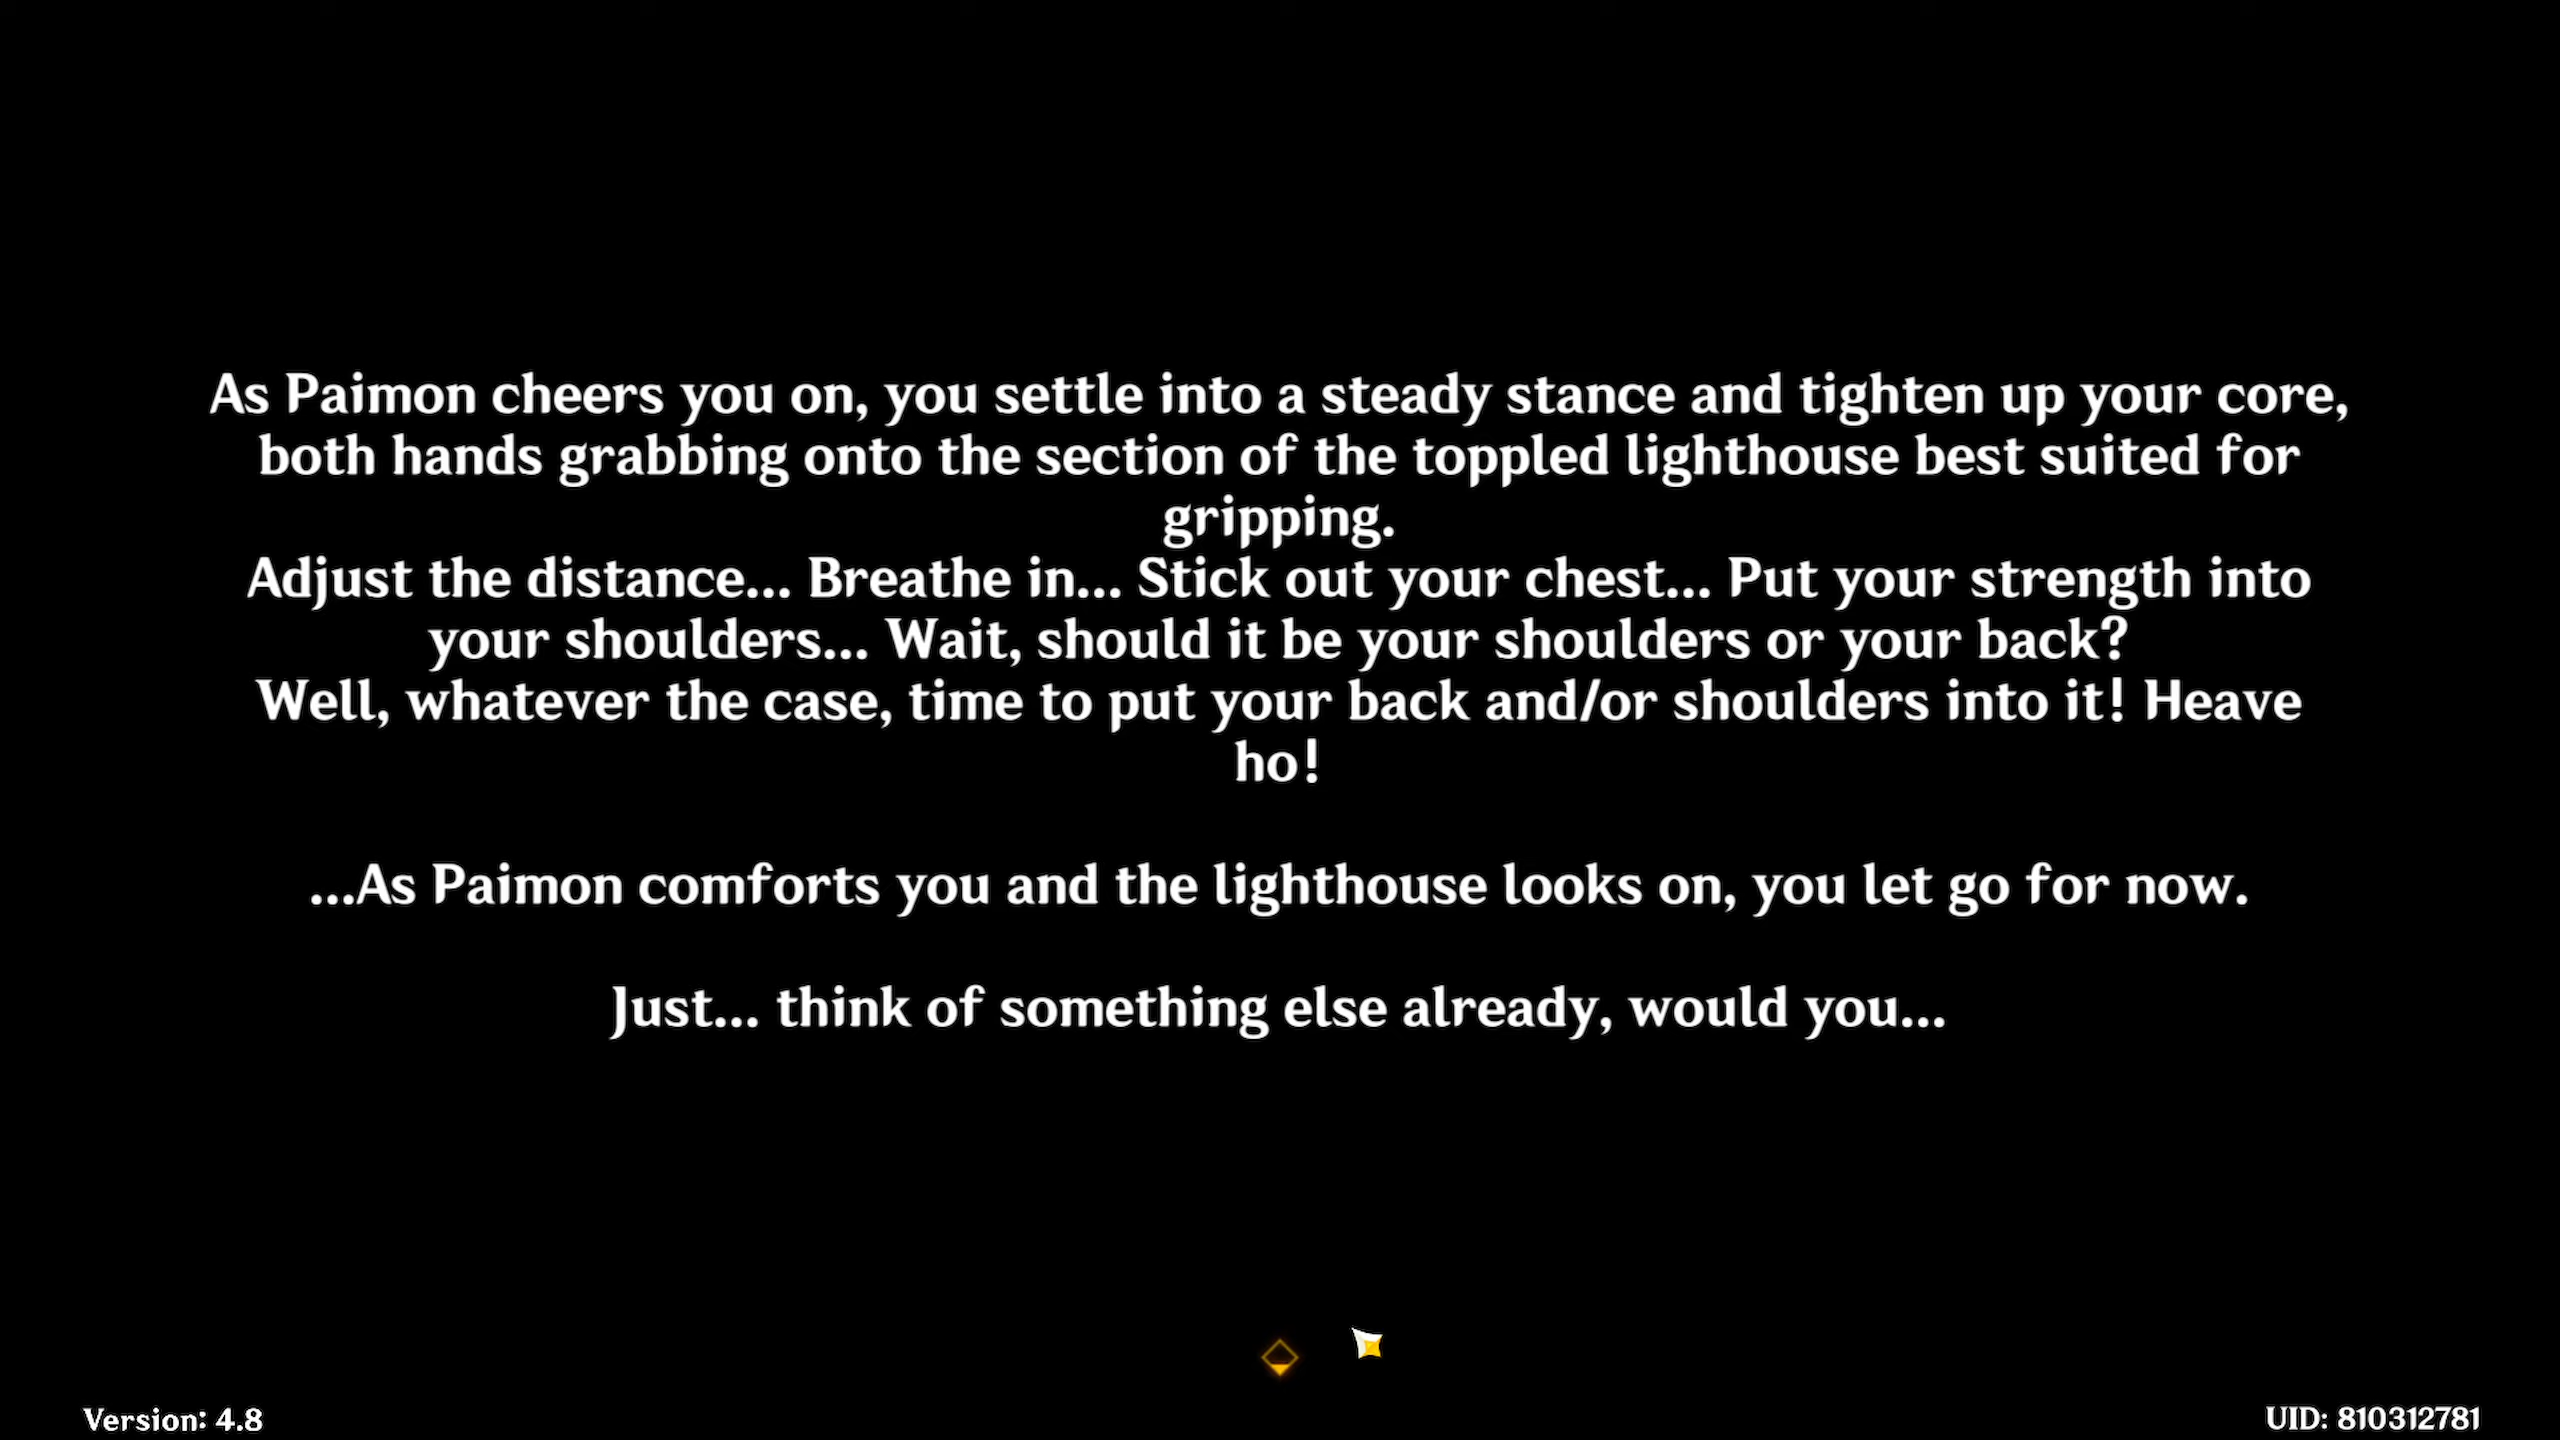 As Paimon cheers you on, you settle into a steady stance and tighten up your core,
both hands grabbing onto the section of the toppled lighthouse best suited for
gripping.
Adjust the distance... Breathe in... Stick out your chest... Put your strength into
your shoulders... Wait, should it be your shoulders or your back?
Well, whatever the case, time to put your back and/or shoulders into it! Heave
ho!
...As Paimon comforts you and the lighthouse looks on, you let go for now.
Just... think of something else already, would you...
Version: 4.8
UID: 810312781